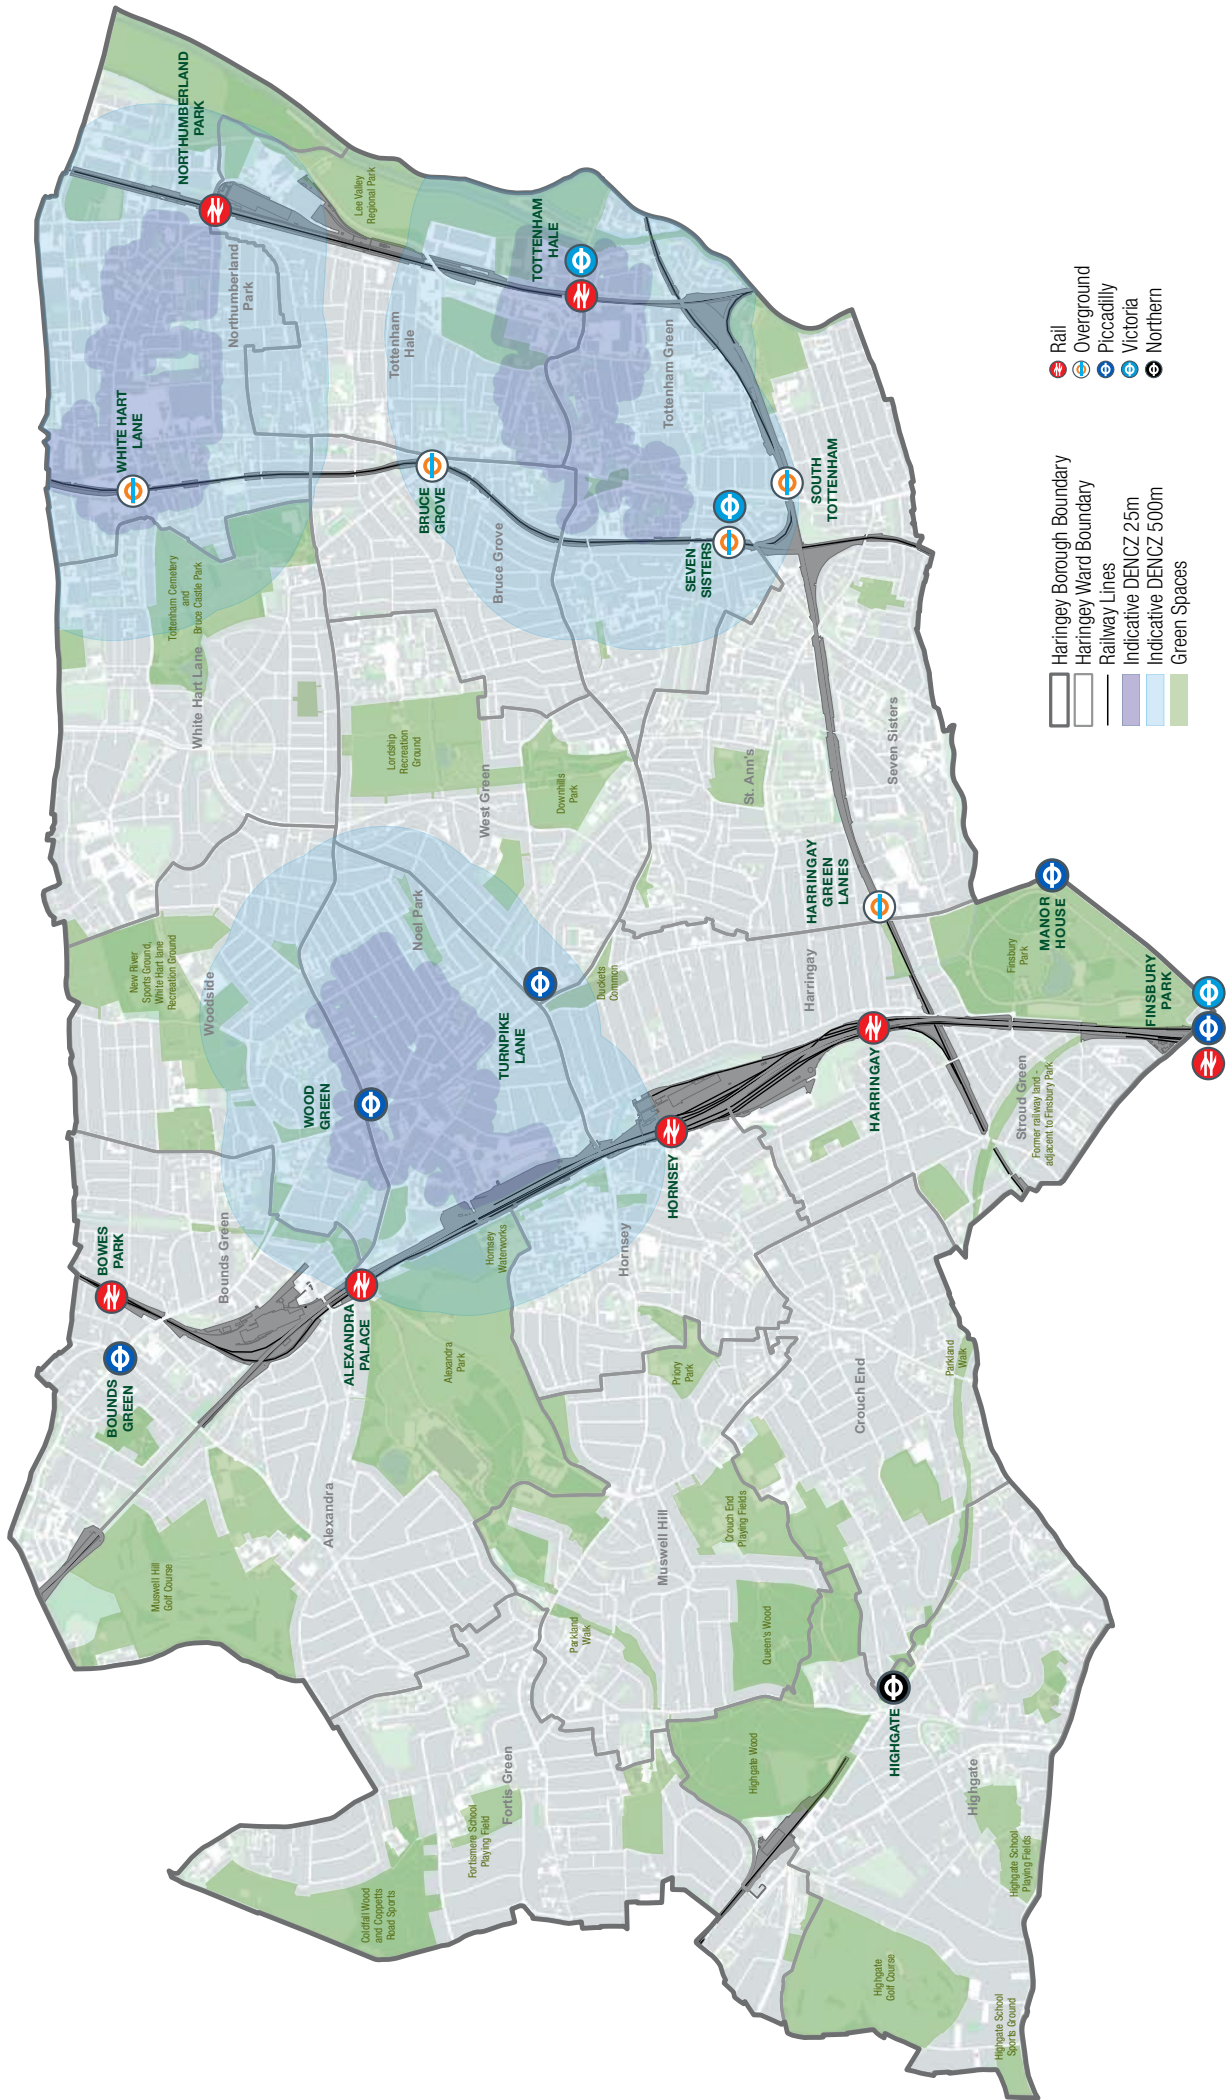 NORTHUMBERLAND
PARK
Lee Valley
Regional Park
Northumberland
Park
WHITE HART
LANE
TOTTENHAM
HALE
Tottenham
Hale
Tottenham Green
BRUCE
GROVE
Bruce Grove
SEVEN
SISTERS
SOUTH
TOTTENHAM
Tottenham Cemetery
and
Bruce Castle Park
White Hart Lane
Lordship
Recreation
Ground
West Green
Downhills
Park
St. Ann's
Seven Sisters
New River
Sports Ground,
White Hart lane
Recreation Ground
Woodside
Noel Park
WOOD
GREEN
TURNPIKE
LANE
Duckets
Common
HARRINGAY
GREEN
LANES
Harringay
Finsbury
Park
MANOR
HOUSE
FINSBURY
PARK
HARRINGAY
Stroud Green
Former railway land -
adjacent to Finsbury Park
HORNSEY
Hornsey
Hornsey
Waterworks
BOWES
PARK
Bounds Green
BOUNDS
GREEN
ALEXANDRA
PALACE
Alexandra
Park
Priory
Park
Crouch End
Parkland
Walk
Alexandra
Muswell Hill
Golf Course
Muswell Hill
Crouch End
Playing Fields
Parkland
Walk
Queen's Wood
Highgate Wood
HIGHGATE
Highgate
Fortis Green
Fortismere School
Playing Field
Coldfall Wood
and Coppetts
Road Sports
Highgate School
Playing Fields
Highgate
Golf Course
Highgate School
Sports Ground
Haringey Borough Boundary
Haringey Ward Boundary
Railway Lines
Indicative DENCZ 25m
Indicative DENCZ 500m
Green Spaces
Rail
Overground
Piccadilly
Victoria
Northern